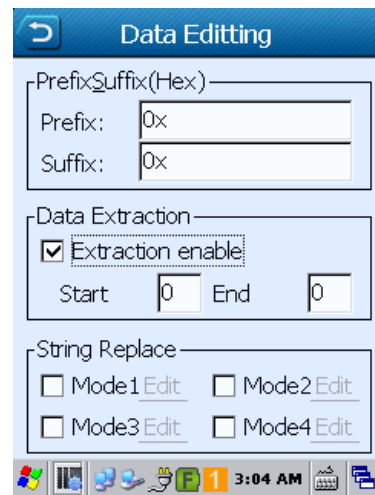 Data Editting
PrefixSuffix(Hex)
Prefix: 0x
Suffix: 0x
Data Extraction
Extraction enable
Start 0 End 0
String Replace
Mode1 Edit Mode2 Edit
Mode3 Edit Mode4 Edit
F 1 3:04 AM